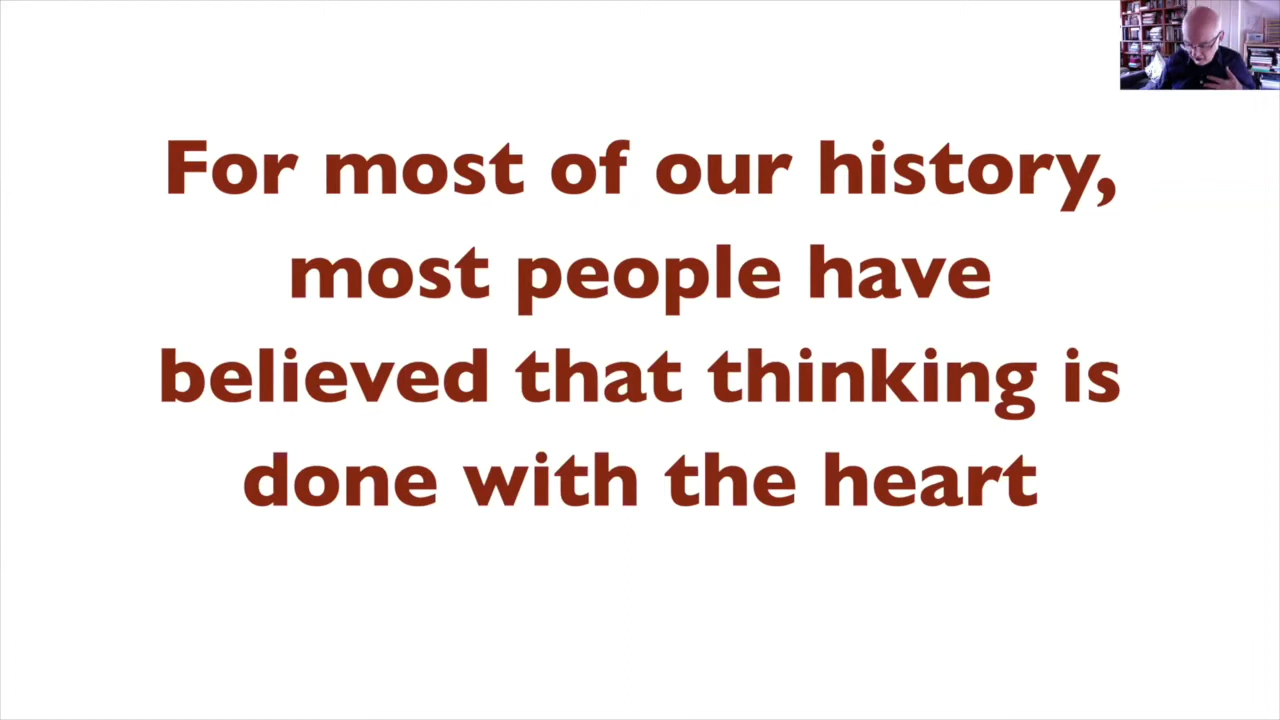 For most of our history,
most people have
believed that thinking is
done with the heart